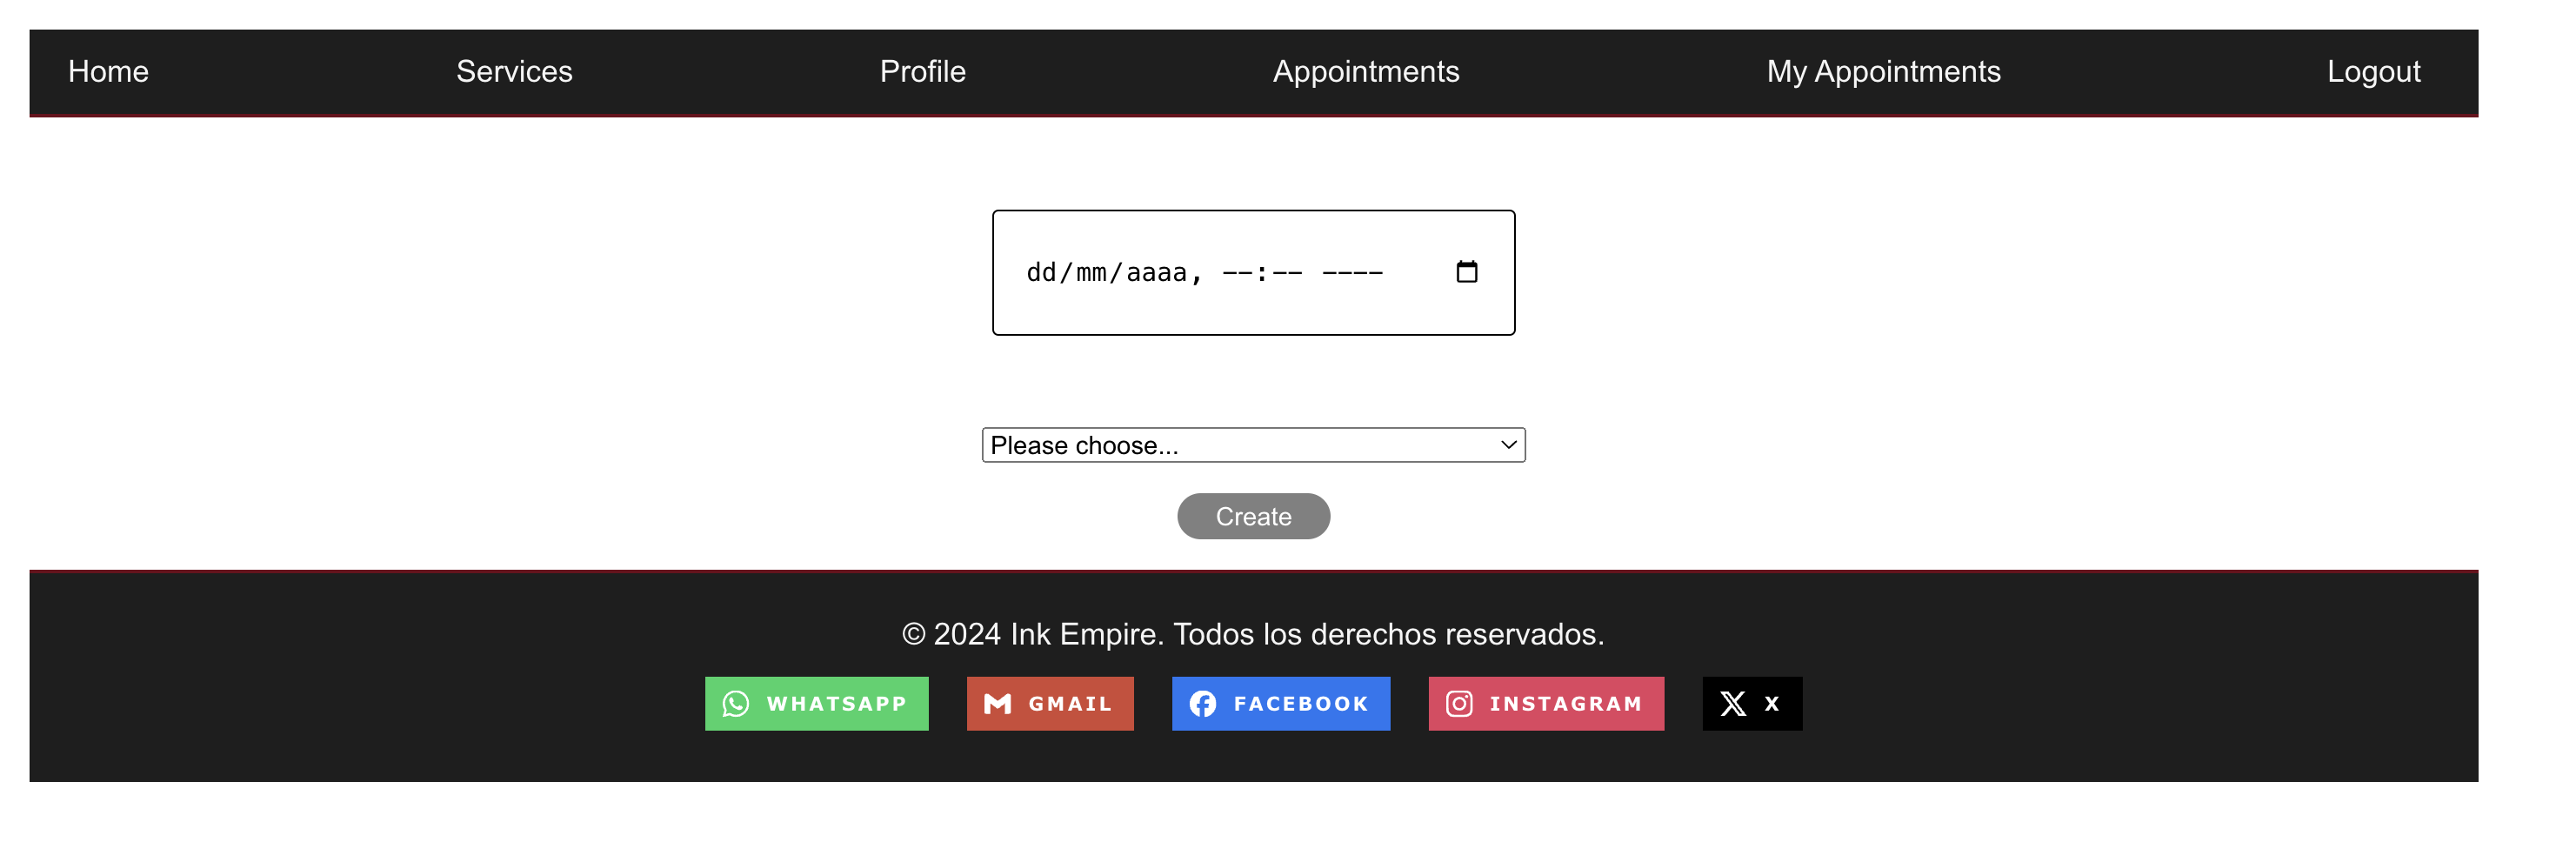 Home Services Profile Appointments My Appointments Logout
dd/mm/aaaa, --:-- ----
Please choose...
Create
© 2024 Ink Empire. Todos los derechos reservados.
WHATSAPP GMAIL FACEBOOK INSTAGRAM X